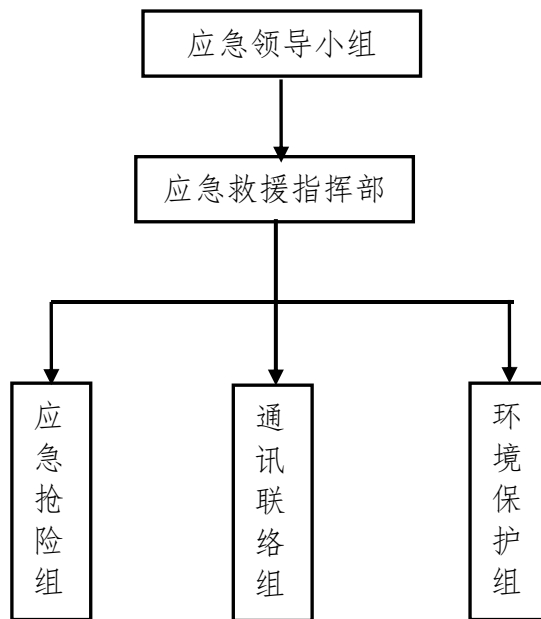 应急领导小组
应急救援指挥部
应急抢险组
通讯联络组
环境保护组